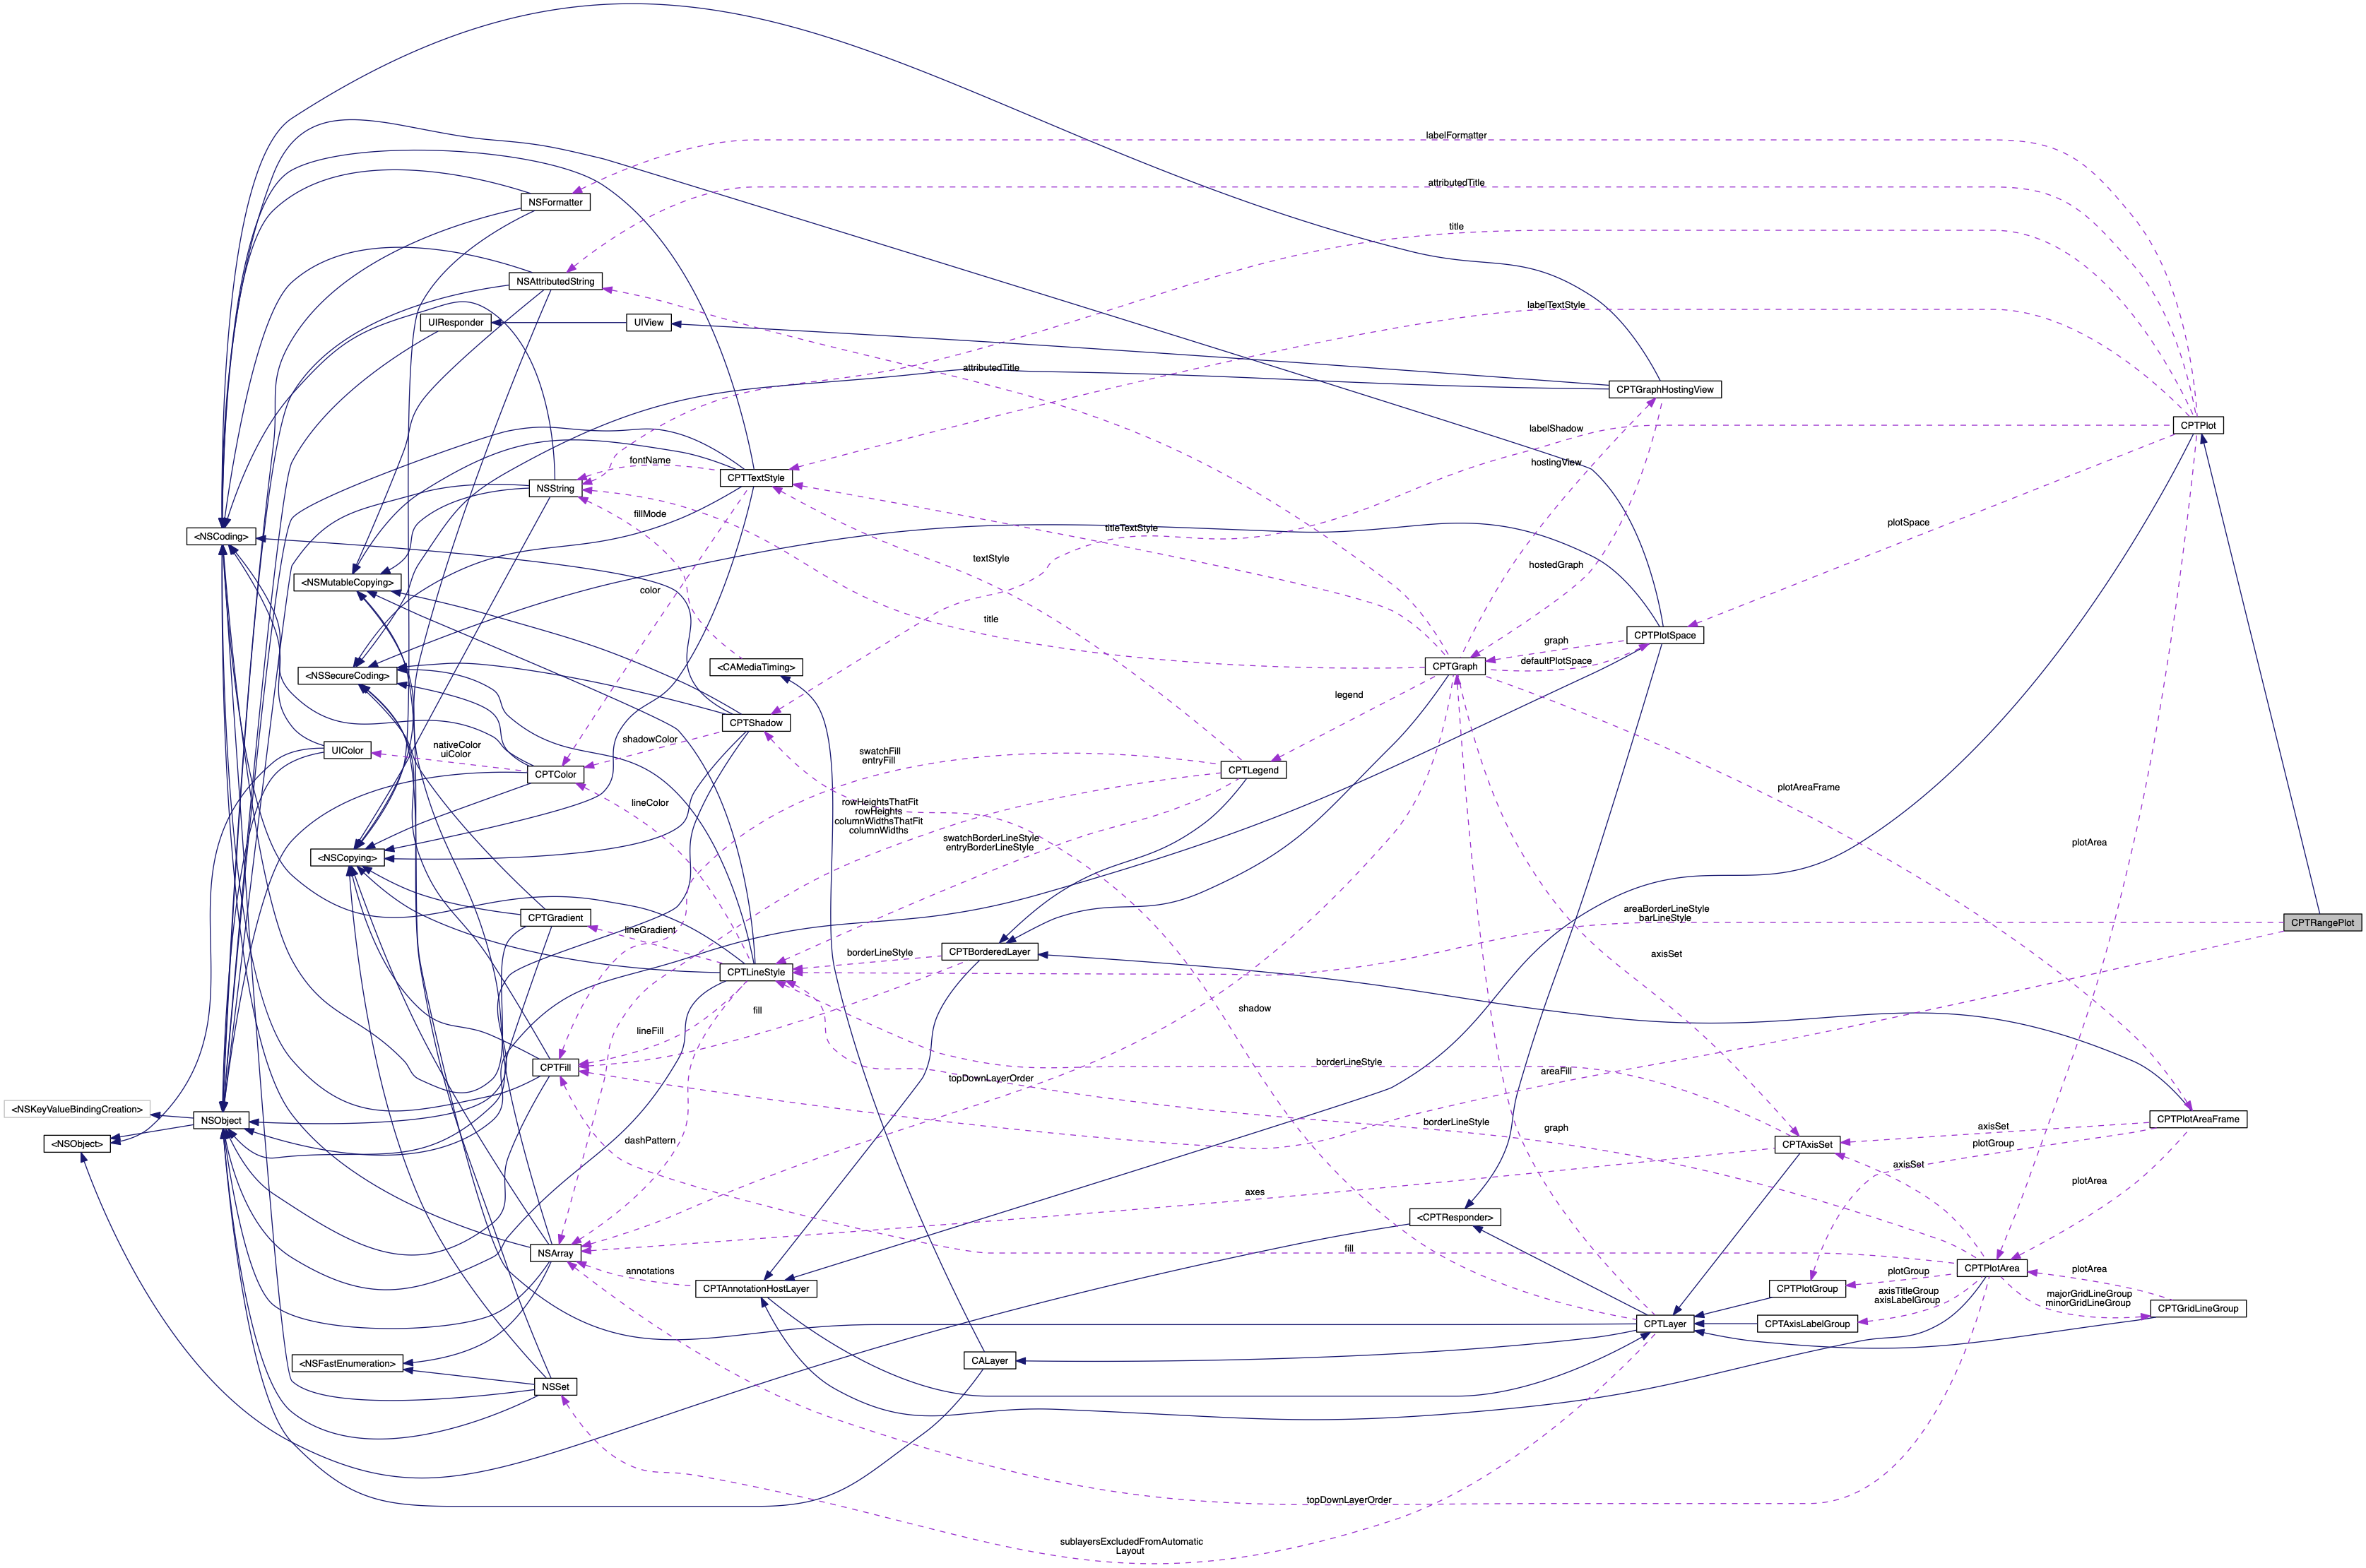 labelFormatter
attributedTitle
NSFormatter
title
NSAttributedString
labelTextStyle
UIResponder
UIView
attributedTitle
CPTGraphHostingView
CPTPlot
labelShadow
fontName
hostingView
CPTTextStyle
NSString
fillMode
titleTextStyle
plotSpace
<NSCoding>
textStyle
hostedGraph
<NSMutableCopying>
color
title
graph
CPTPlotSpace
defaultPlotSpace
<CAMediaTiming>
CPTGraph
<NSSecureCoding>
legend
CPTShadow
shadowColor
nativeColor
uiColor
UIColor
swatchFill
entryFill
CPTLegend
CPTColor
plotAreaFrame
lineColor
rowHeightsThatFit
rowHeights
columnWidthsThatFit
columnWidths
swatchBorderLineStyle
entryBorderLineStyle
plotArea
<NSCopying>
CPTGradient
areaBorderLineStyle
barLineStyle
CPTRangePlot
lineGradient
borderLineStyle
CPTBorderedLayer
axisSet
CPTLineStyle
fill
shadow
lineFill
borderLineStyle
CPTFill
topDownLayerOrder
areaFill
<NSKeyValueBindingCreation>
NSObject
CPTPlotAreaFrame
borderLineStyle
graph
axisSet
<NSObject>
dashPattern
CPTAxisSet
plotGroup
axisSet
plotArea
axes
<CPTResponder>
NSArray
fill
CPTPlotArea
annotations
plotGroup
plotArea
CPTAnnotationHostLayer
CPTPlotGroup
axisTitleGroup
axisLabelGroup
majorGridLineGroup
minorGridLineGroup
CPTGridLineGroup
CPTLayer
CPTAxisLabelGroup
<NSFastEnumeration>
CALayer
NSSet
topDownLayerOrder
sublayersExcludedFromAutomatic
Layout